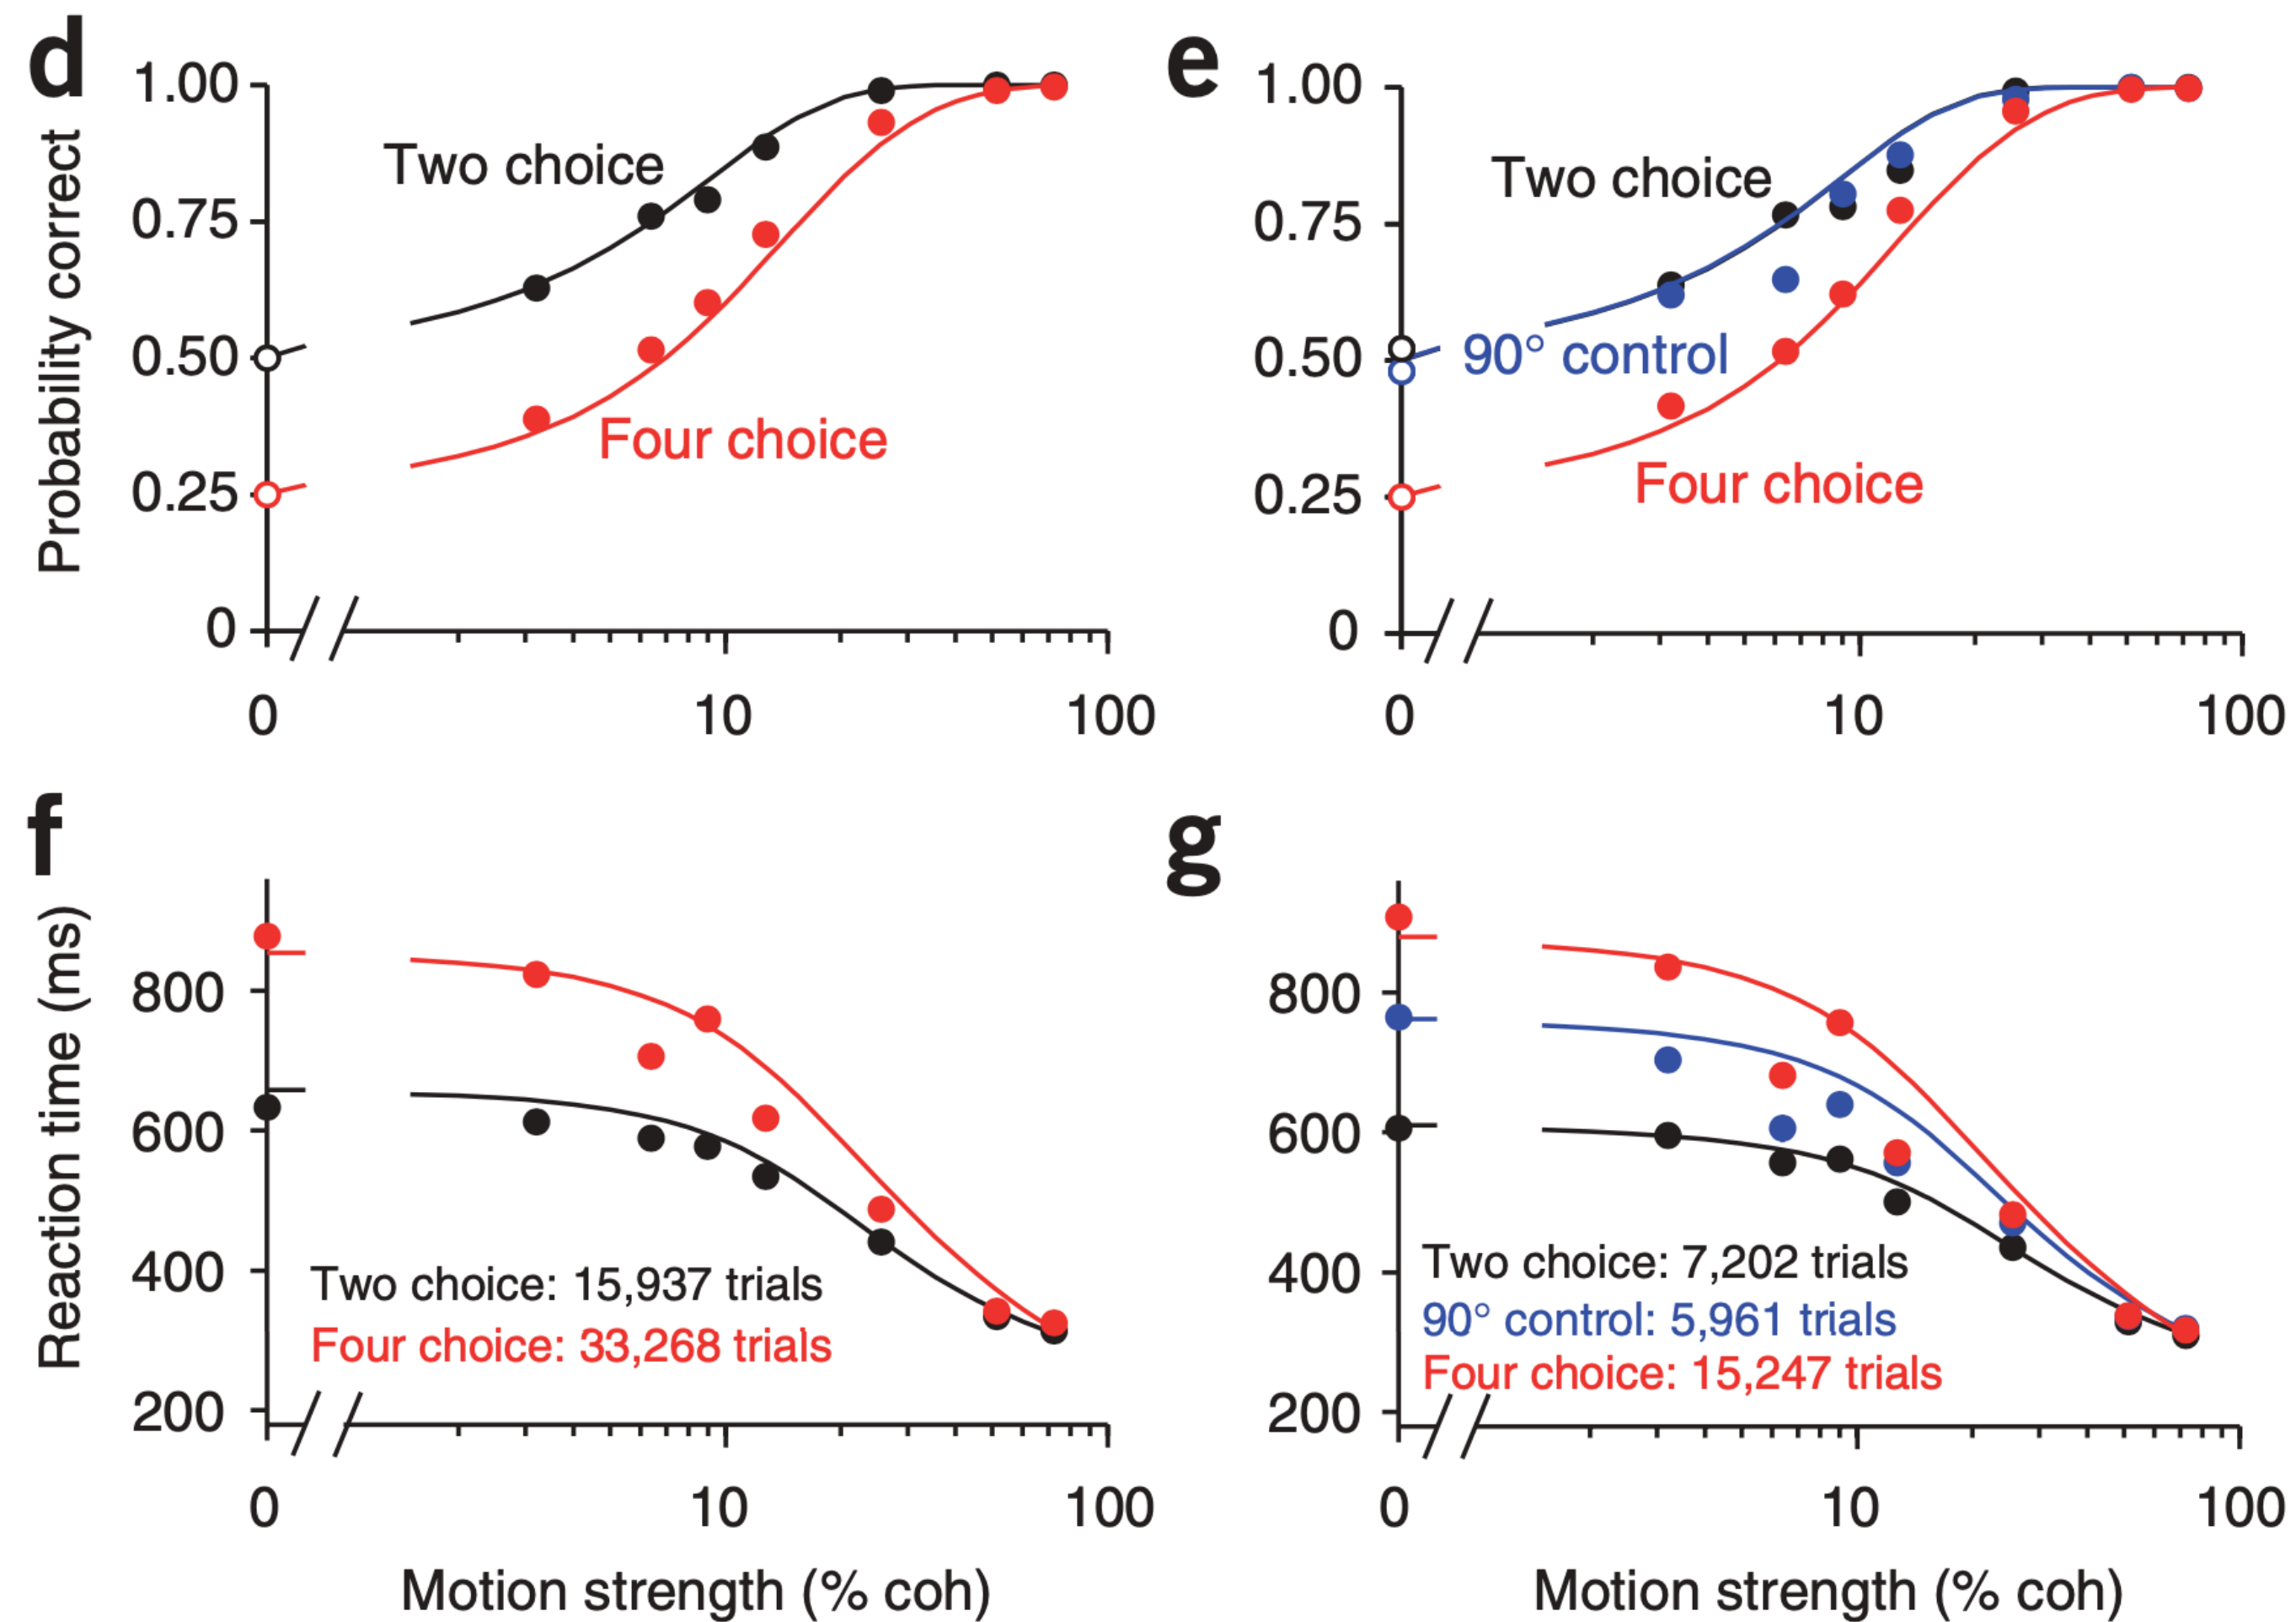 d
Probability correct
1.00
0.75
0.50
0.25
0
Two choice
Four choice
0
10
100
e
1.00
0.75
0.50
0.25
0
Two choice
90° control
Four choice
0
10
100
f
Reaction time (ms)
800
600
400
200
Two choice: 15,937 trials
Four choice: 33,268 trials
0
10
100
Motion strength (% coh)
g
800
600
400
200
Two choice: 7,202 trials
90° control: 5,961 trials
Four choice: 15,247 trials
0
10
100
Motion strength (% coh)